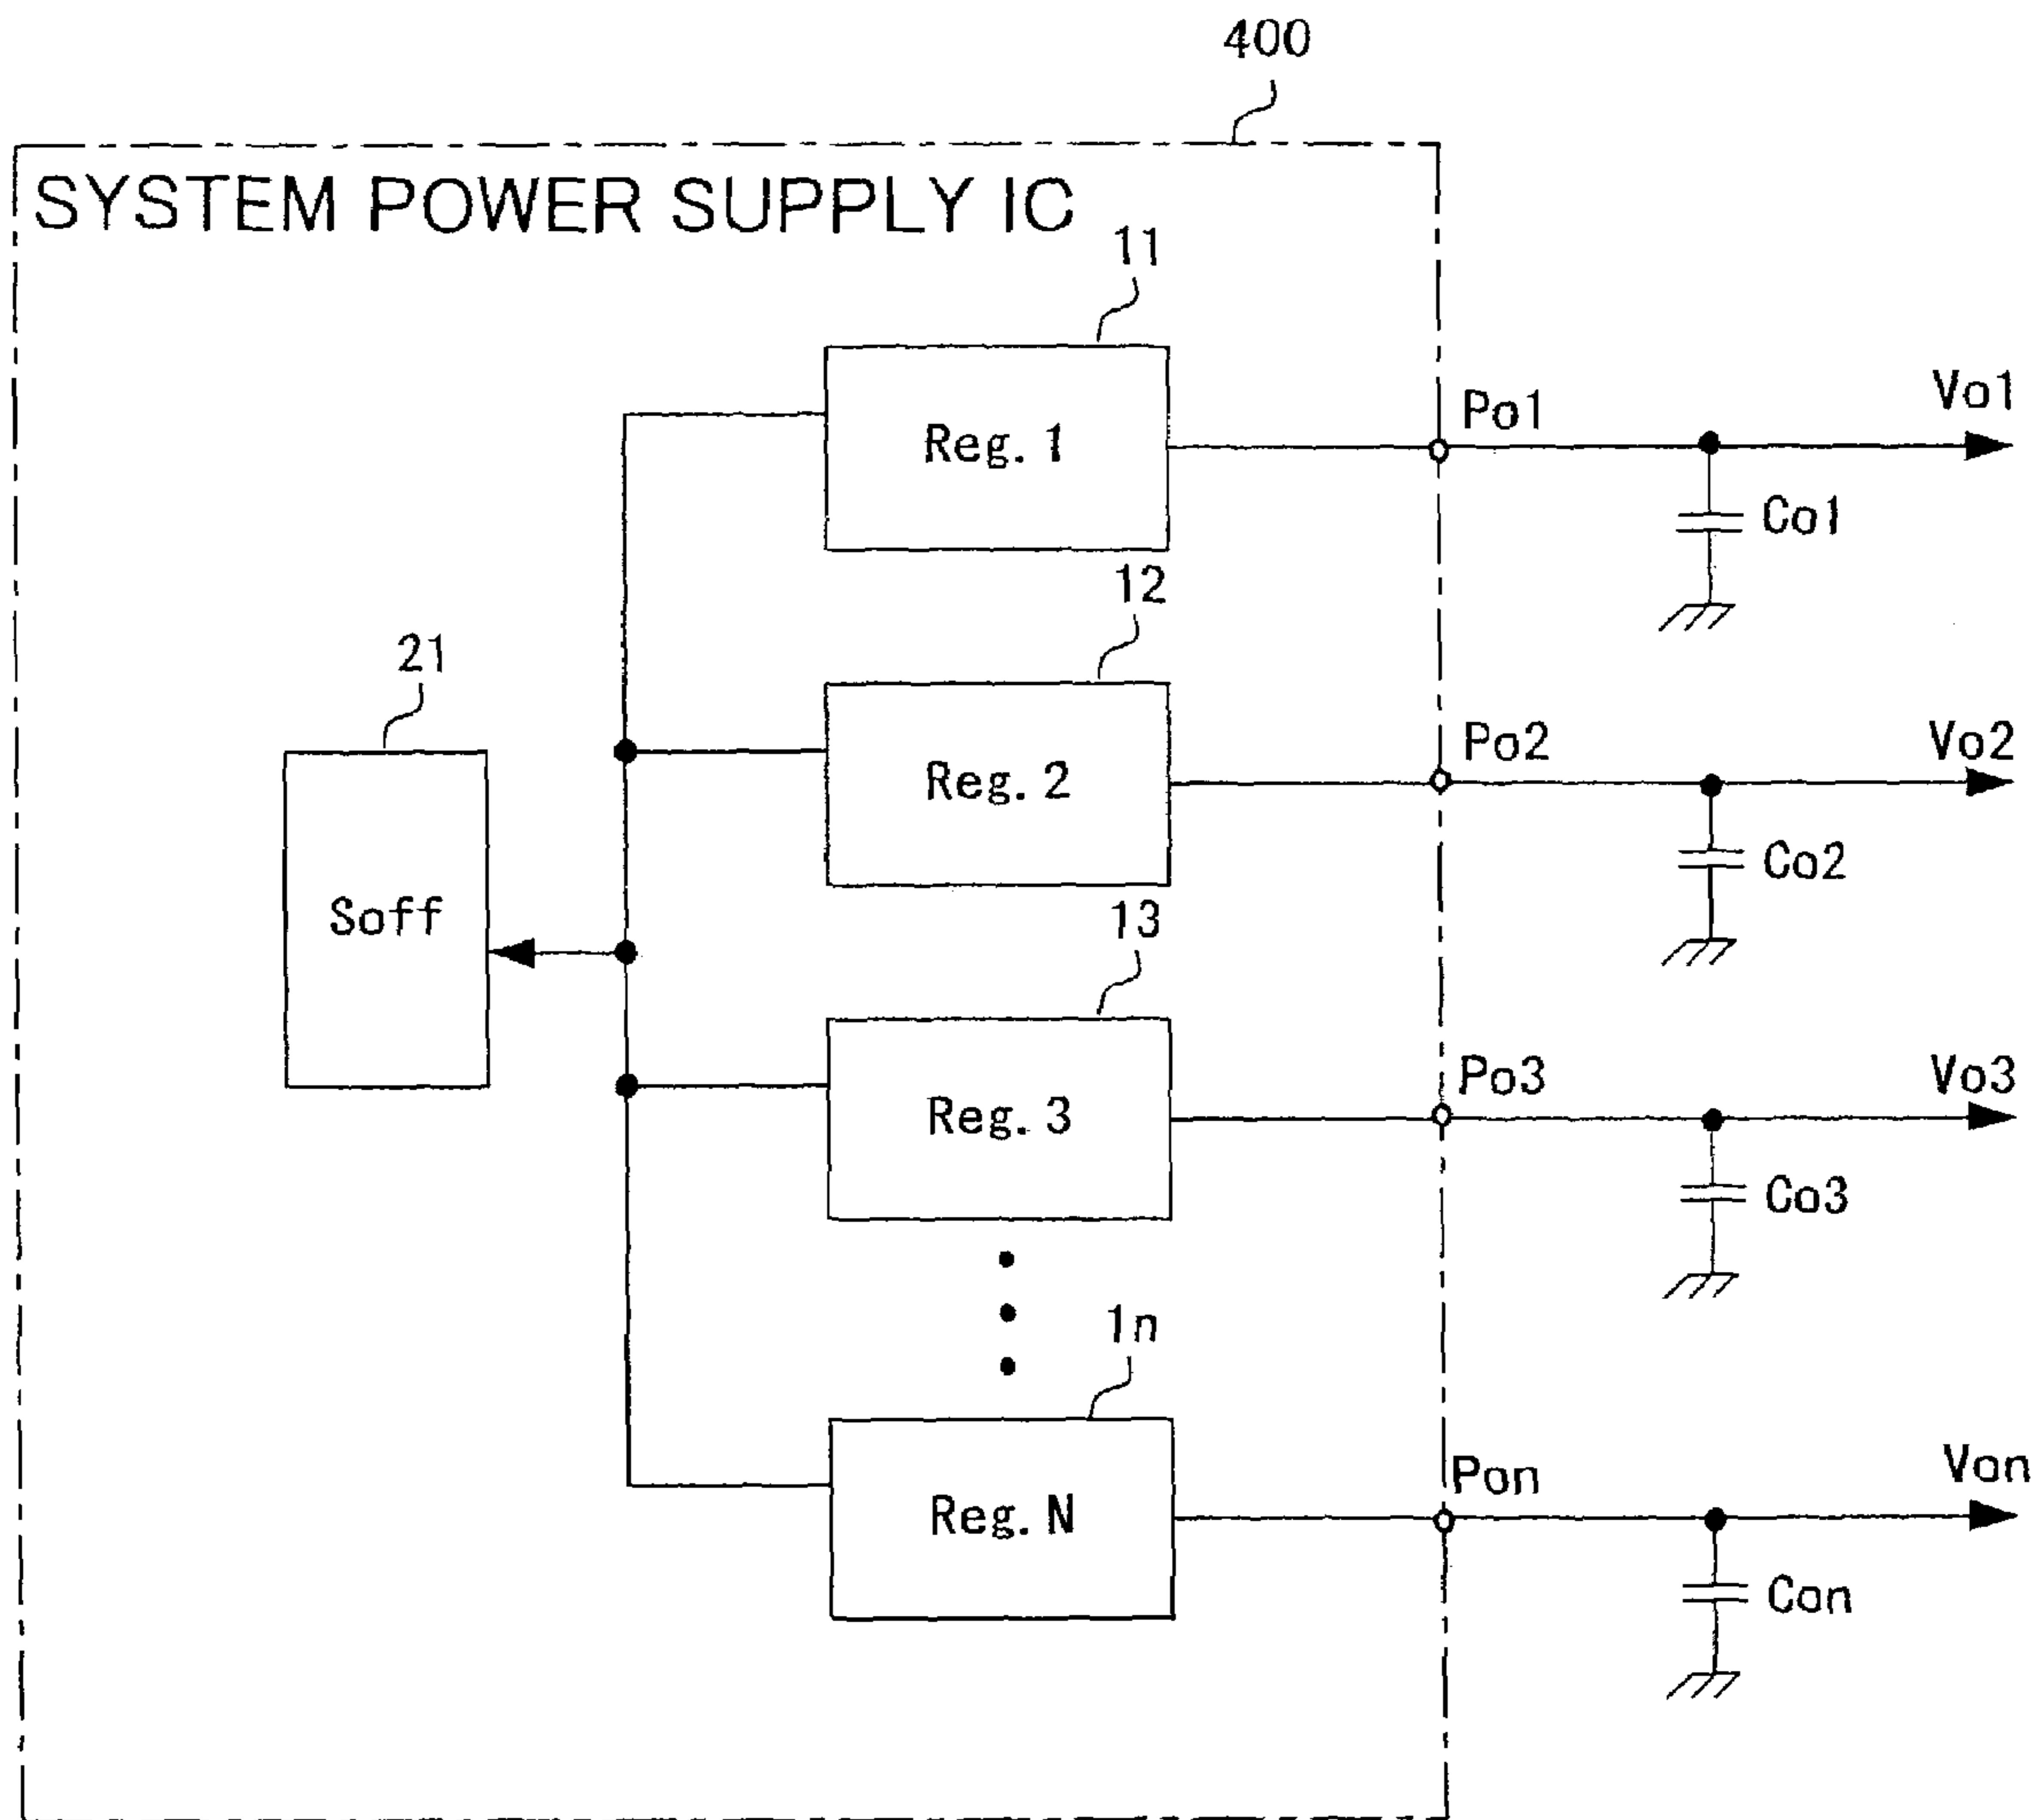 400
SYSTEM POWER SUPPLY IC
11
Reg. 1
Po1
Vo1
Co1
12
21
Reg. 2
Po2
Vo2
Co2
Soff
13
Reg. 3
Po3
Vo3
Co3
1n
Reg. N
Pon
Von
Con